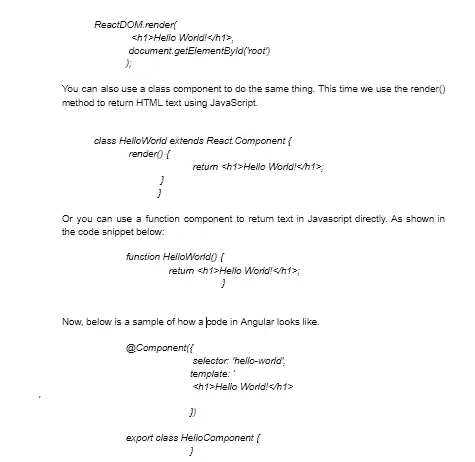 ReactDOM.render(
<h1>Hello World!</h1>,
document.getElementById('root')
);
You can also use a class component to do the same thing. This time we use the render()
method to return HTML text using JavaScript.
class HelloWorld extends React.Component {
render() {
return <h1>Hello World!</h1>;
}
}
Or you can use a function component to return text in Javascript directly. As shown in
the code snippet below:
function HelloWorld() {
return <h1>Hello World!</h1>;
}
Now, below is a sample of how a code in Angular looks like.
@Component({
selector: 'hello-world',
template: '
<h1>Hello World!</h1>
})
export class HelloComponent {
}